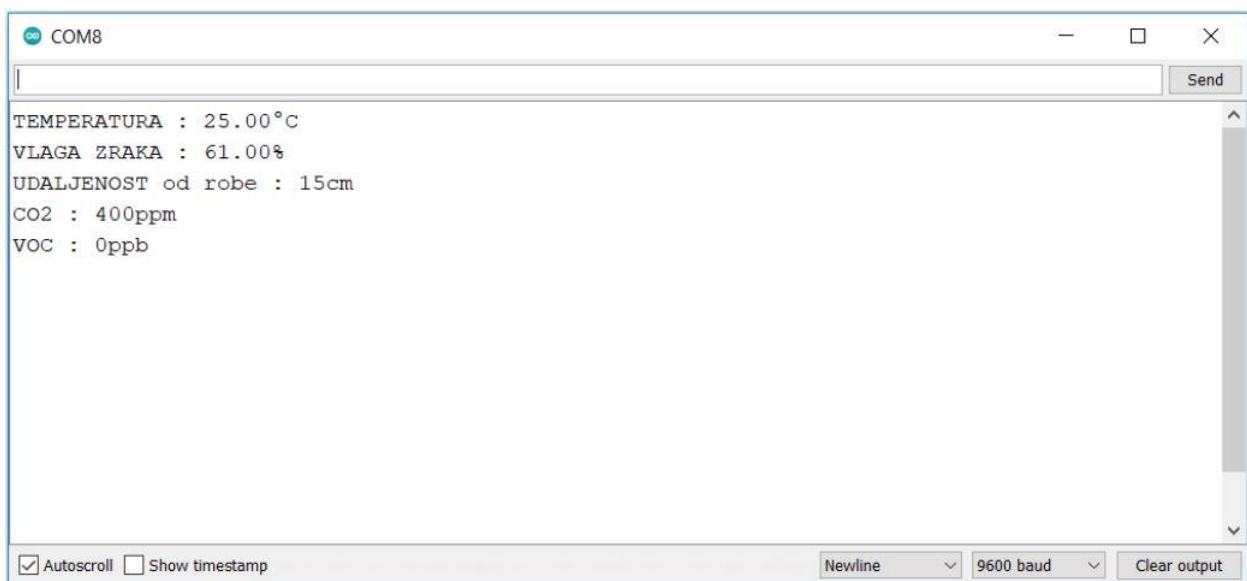 COM8
Send
TEMPERATURA : 25.00°C
VLAGA ZRAKA : 61.00%
UDALJENOST od robe : 15cm
CO2 : 400ppm
VOC : 0ppb
Autoscroll Show timestamp Newline 9600 baud Clear output